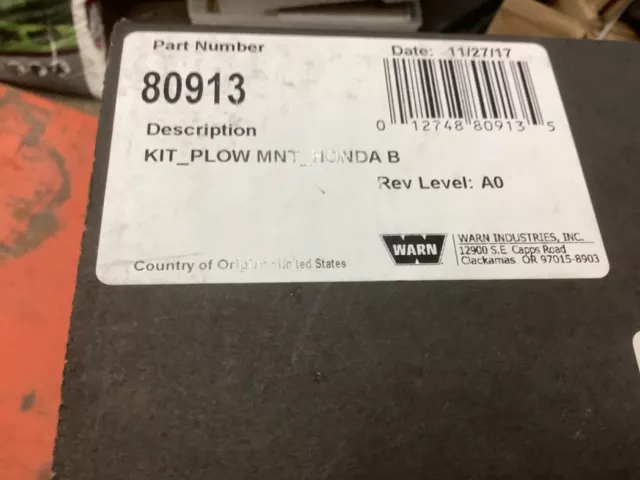 Part Number
Date: 11/27/17
80913
0 12748 80913 5
Description
KIT_PLOW MNT_HONDA B
Rev Level: A0
WARN
WARN INDUSTRIES, INC.
12900 S.E. Capps Road
Clackamas OR 97015-8903
Country of Origin: United States